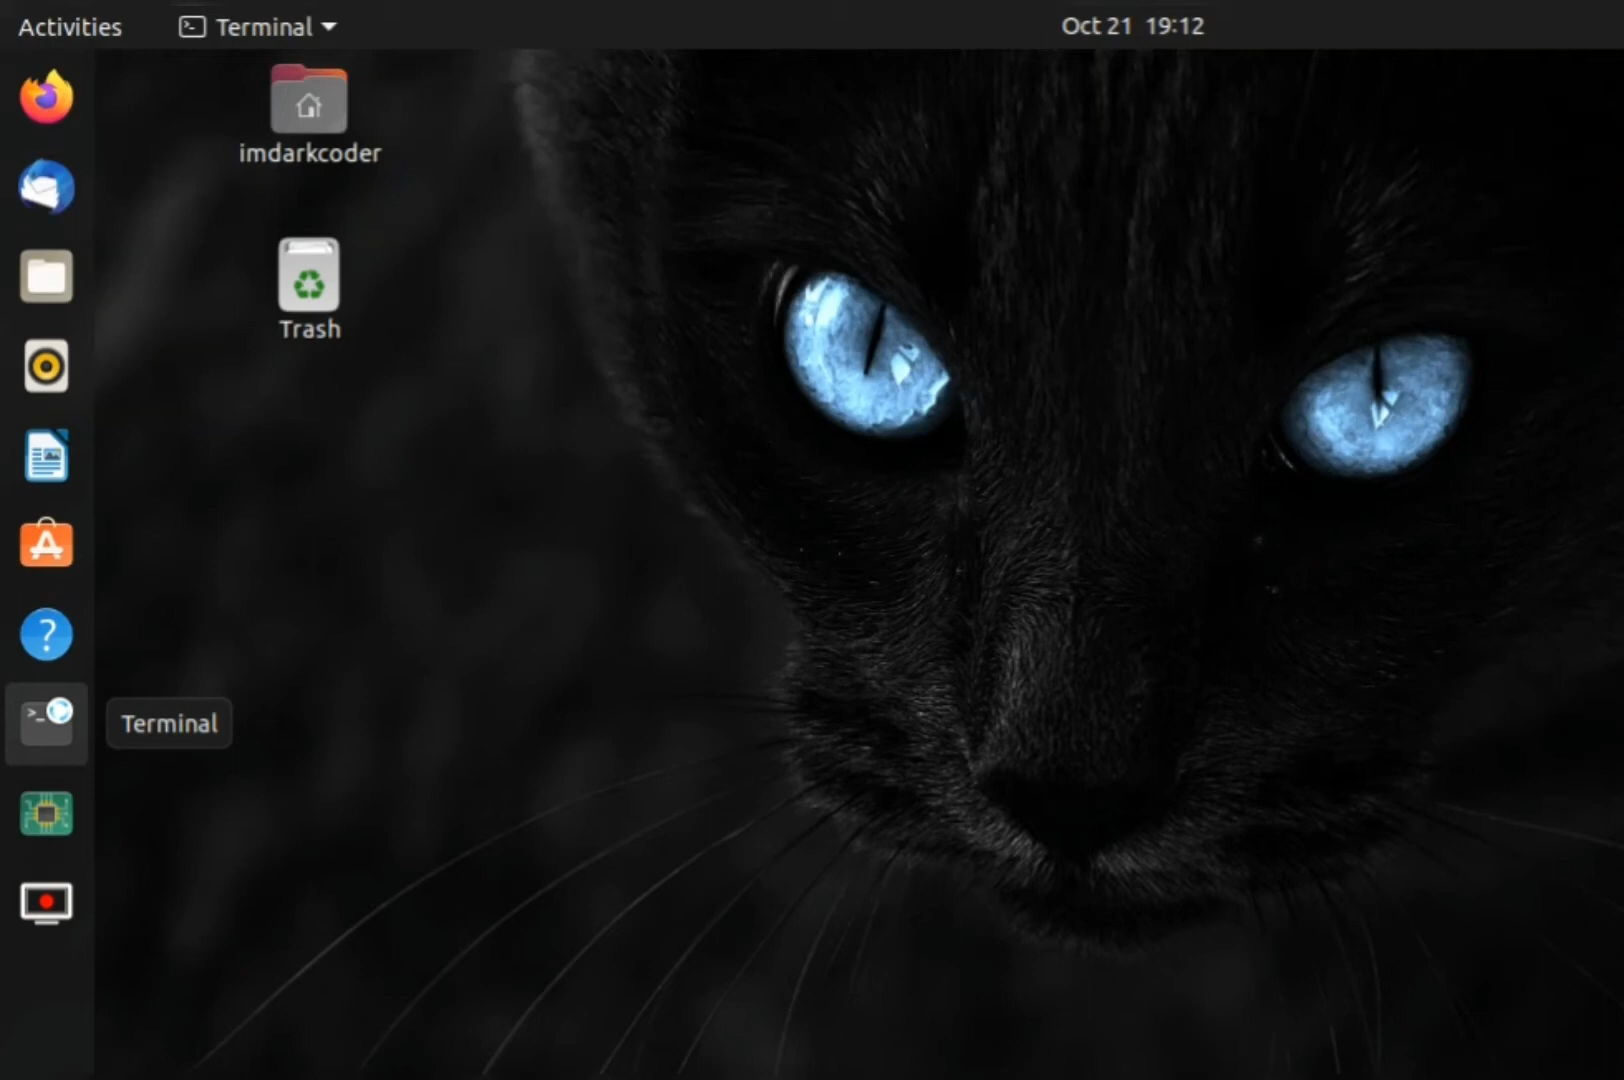 Activities
Terminal
Oct 21 19:12
imdarkcoder
Trash
?
>_
Terminal